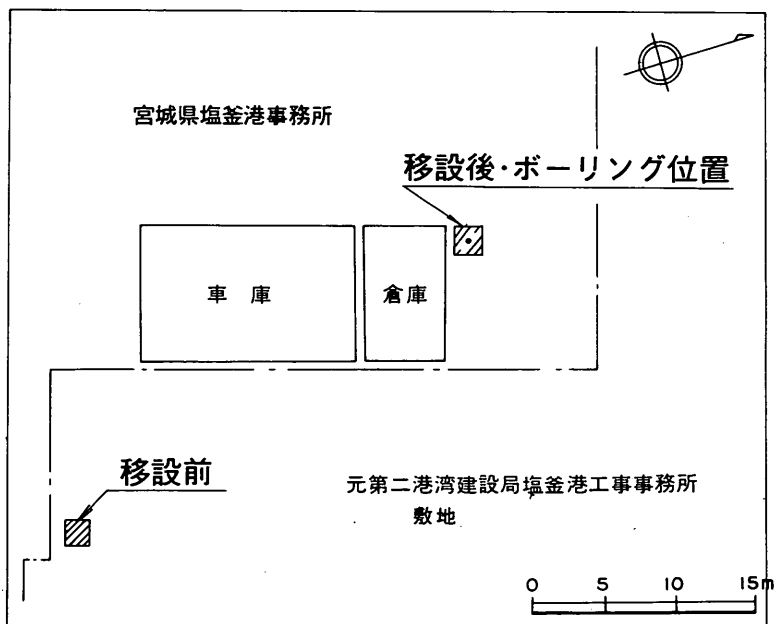 宮城県塩釜港事務所
移設後・ボーリング位置
車 庫
倉庫
移設前
元第二港湾建設局塩釜港工事事務所
敷地
0 5 10 15m